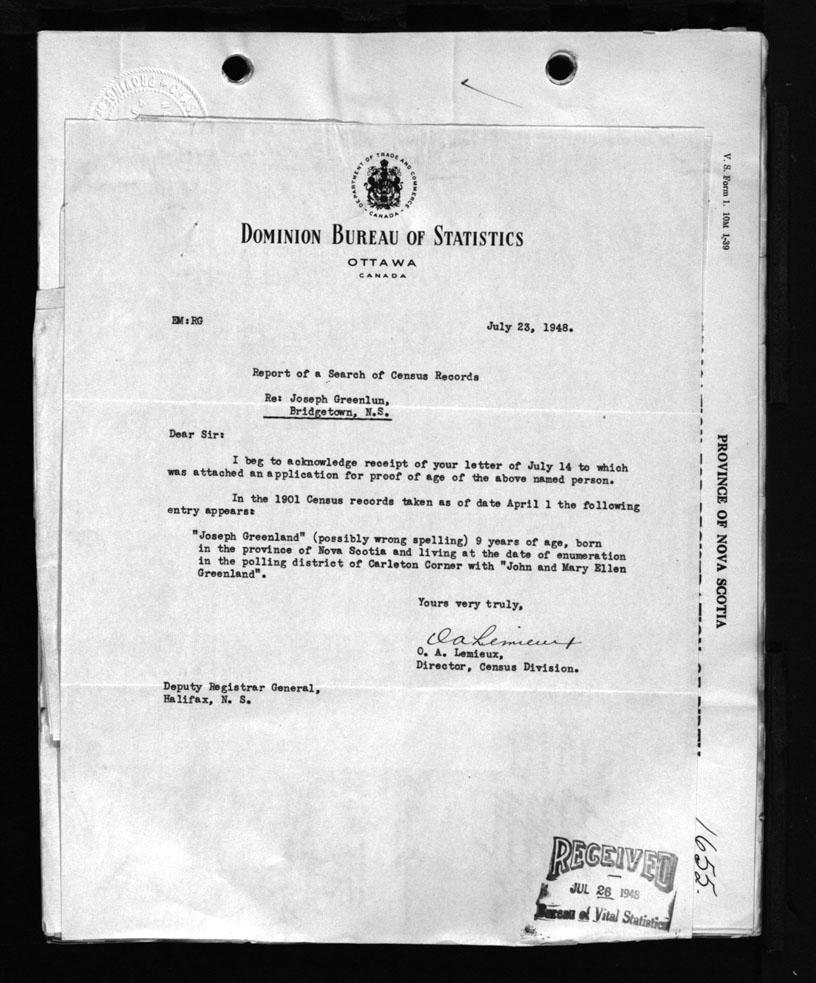 DEPARTMENT OF TRADE AND COMMERCE
CANADA
DOMINION BUREAU OF STATISTICS
OTTAWA
CANADA
EM:RG
July 23, 1948.
Report of a Search of Census Records
Re: Joseph Greenlun,
Bridgetown, N.S.
Dear Sir:
I beg to acknowledge receipt of your letter of July 14 to which
was attached an application for proof of age of the above named person.
In the 1901 Census records taken as of date April 1 the following
entry appears:
"Joseph Greenland" (possibly wrong spelling) 9 years of age, born
in the province of Nova Scotia and living at the date of enumeration
in the polling district of Carleton Corner with "John and Mary Ellen
Greenland".
Yours very truly,
O A Lemieux
O. A. Lemieux,
Director, Census Division.
Deputy Registrar General,
Halifax, N. S.
RECEIVED
JUL 26 1948
Bureau of Vital Statistics
V. S. Form 1. 10M 1-39
PROVINCE OF NOVA SCOTIA
1655.